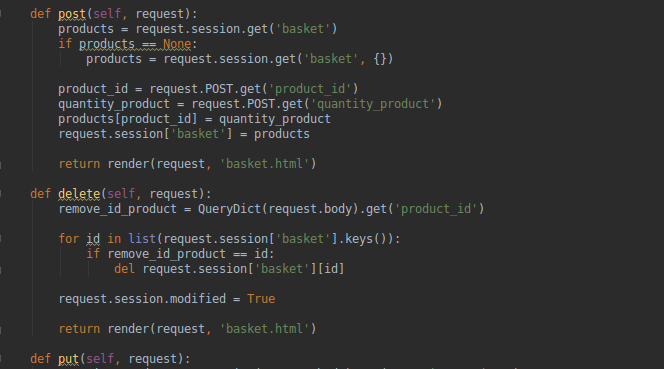 def post(self, request):
products = request.session.get('basket')
if products == None:
products = request.session.get('basket', {})
product_id = request.POST.get('product_id')
quantity_product = request.POST.get('quantity_product')
products[product_id] = quantity_product
request.session['basket'] = products
return render(request, 'basket.html')
def delete(self, request):
remove_id_product = QueryDict(request.body).get('product_id')
for id in list(request.session['basket'].keys()):
if remove_id_product == id:
del request.session['basket'][id]
request.session.modified = True
return render(request, 'basket.html')
def put(self, request):